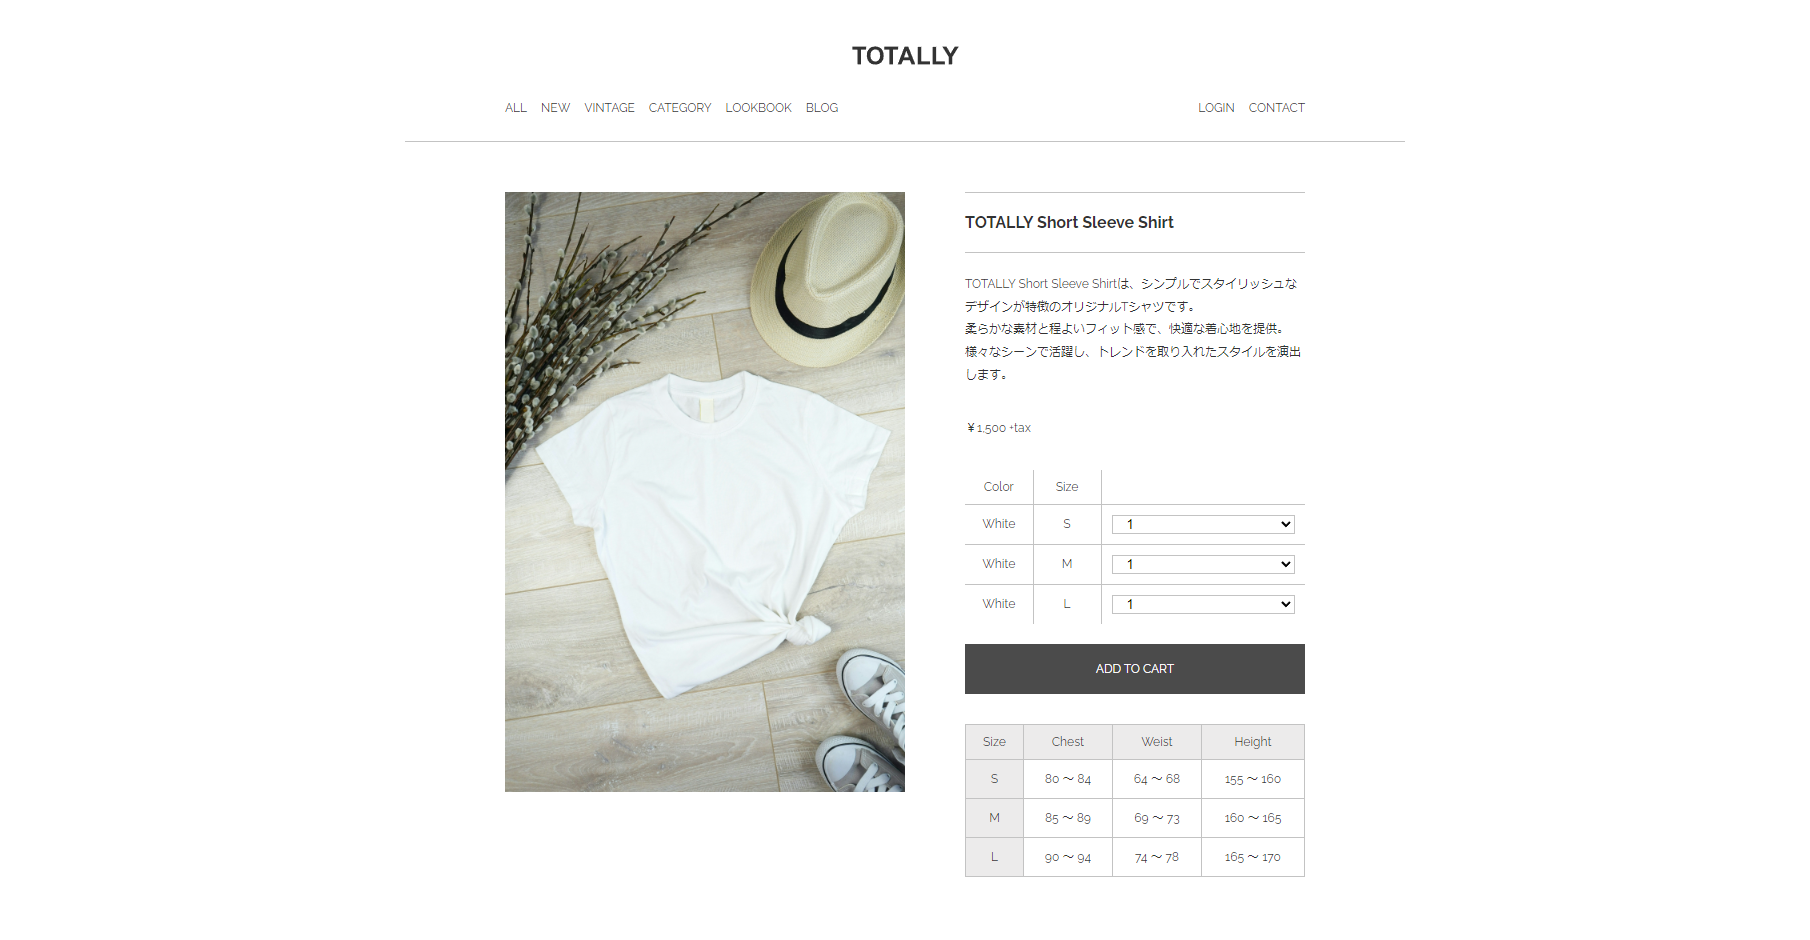 TOTALLY
ALL NEW VINTAGE CATEGORY LOOKBOOK BLOG LOGIN CONTACT
TOTALLY Short Sleeve Shirt
TOTALLY Short Sleeve Shirtは、シンプルでスタイリッシュな
デザインが特徴のオリジナルTシャツです。
柔らかな素材と程よいフィット感で、快適な着心地を提供。
様々なシーンで活躍し、トレンドを取り入れたスタイルを演出
します。
￥1,500 +tax
Color Size
White S 1
White M 1
White L 1
ADD TO CART
Size Chest Weist Height
S 80 〜 84 64 〜 68 155 〜 160
M 85 〜 89 69 〜 73 160 〜 165
L 90 〜 94 74 〜 78 165 〜 170